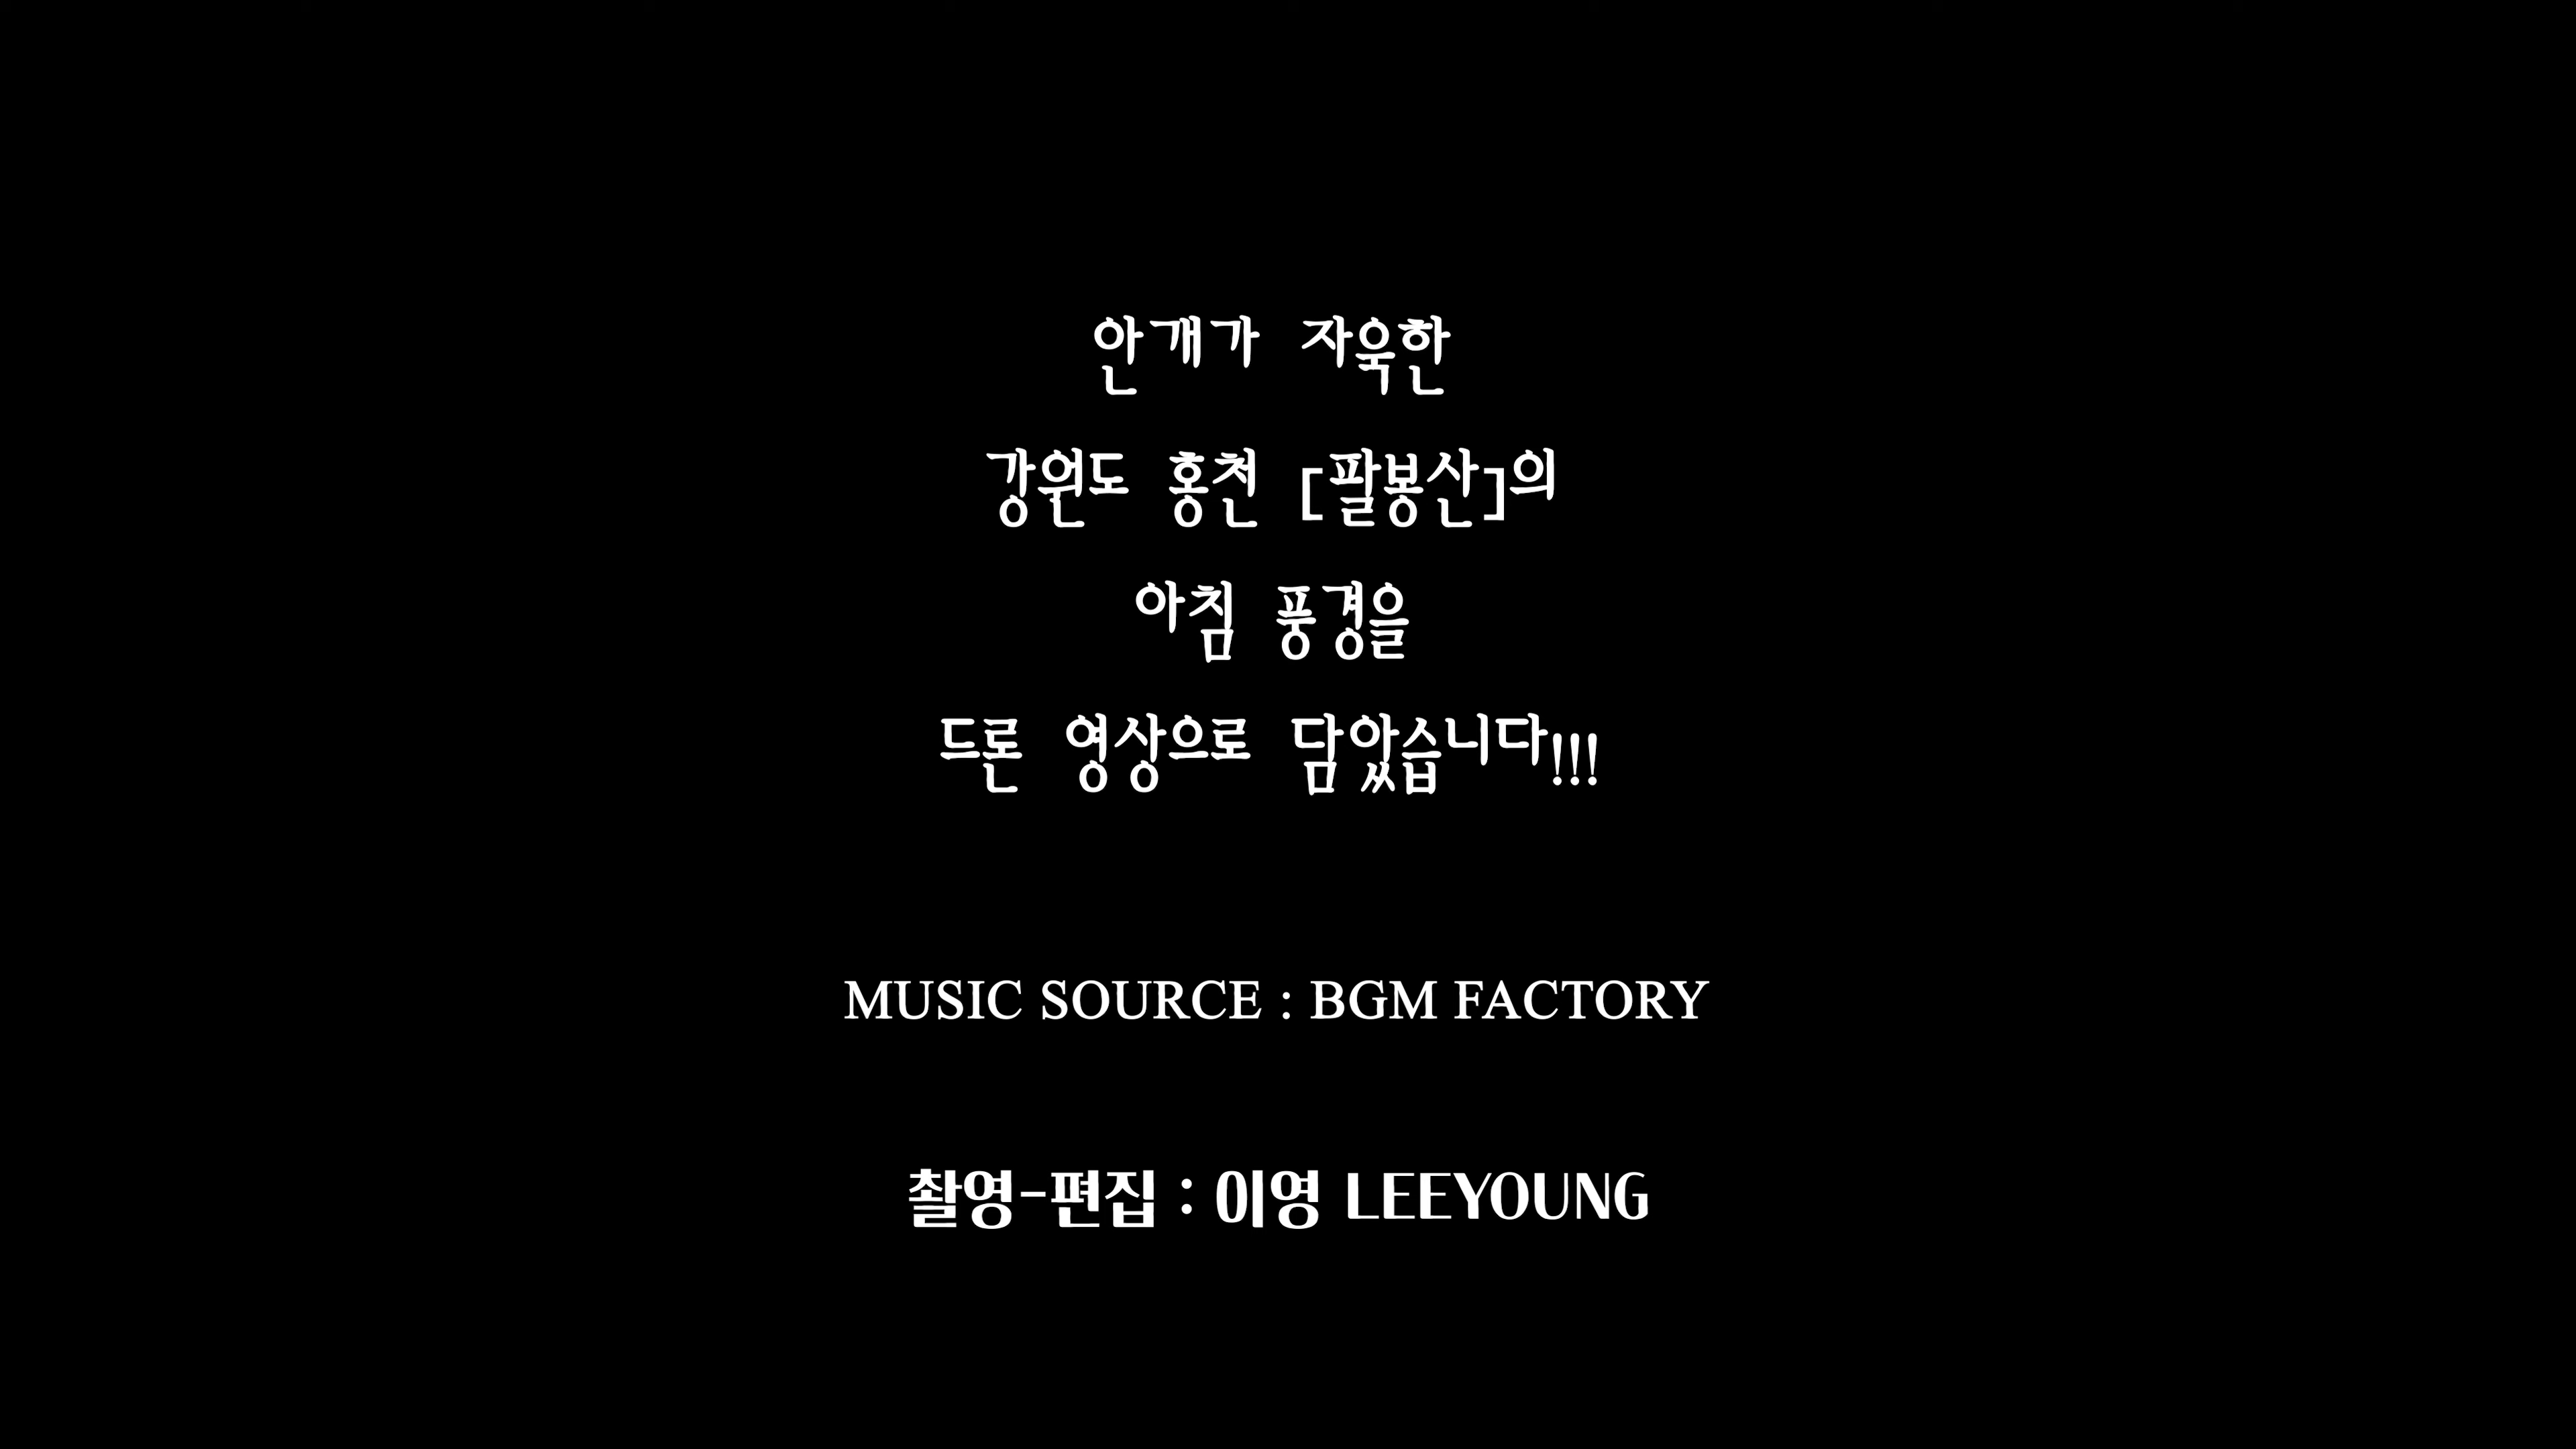 안개가 자욱한
강원도 홍천 [팔봉산]의
아침 풍경을
드론 영상으로 담았습니다!!!
MUSIC SOURCE : BGM FACTORY
촬영-편집 : 이영 LEEYOUNG